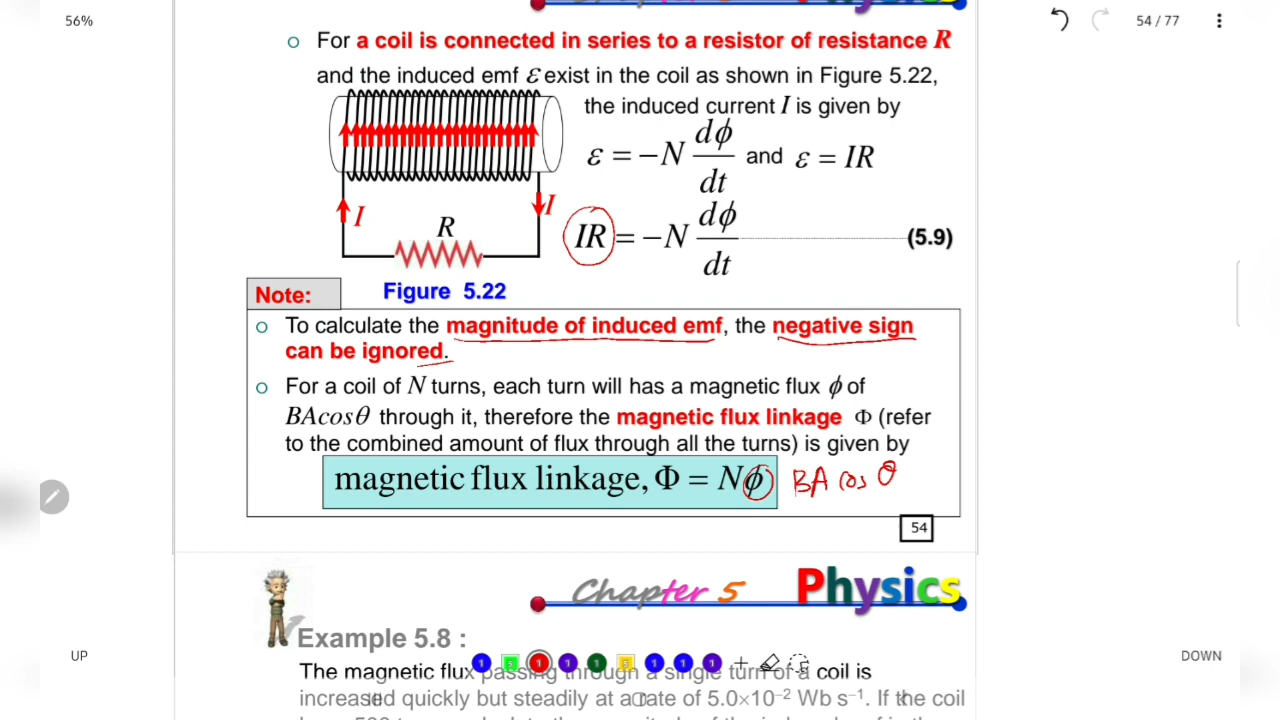 56%
54 / 77
o For a coil is connected in series to a resistor of resistance R
and the induced emf ε exist in the coil as shown in Figure 5.22,
the induced current I is given by
ε = −N dϕ/dt and ε = IR
I
I
R
IR = −N dϕ/dt (5.9)
Note:
Figure 5.22
o To calculate the magnitude of induced emf, the negative sign
can be ignored.
o For a coil of N turns, each turn will has a magnetic flux ϕ of
BAcosθ through it, therefore the magnetic flux linkage Φ (refer
to the combined amount of flux through all the turns) is given by
magnetic flux linkage, Φ = Nϕ BA cos θ
54
Chapter 5 Physics
Example 5.8 :
UP
DOWN
The magnetic flux passing through a single turn of a coil is
increased quickly but steadily at a rate of 5.0×10⁻² Wb s⁻¹. If the coil